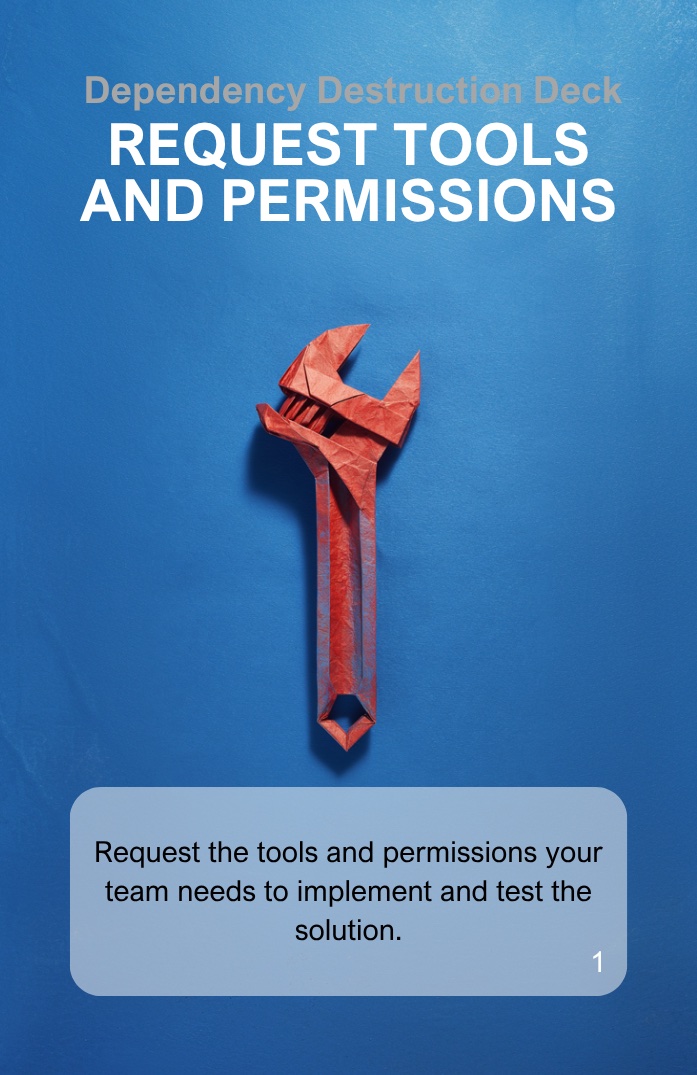 Dependency Destruction Deck
REQUEST TOOLS
AND PERMISSIONS
Request the tools and permissions your
team needs to implement and test the
solution.
1